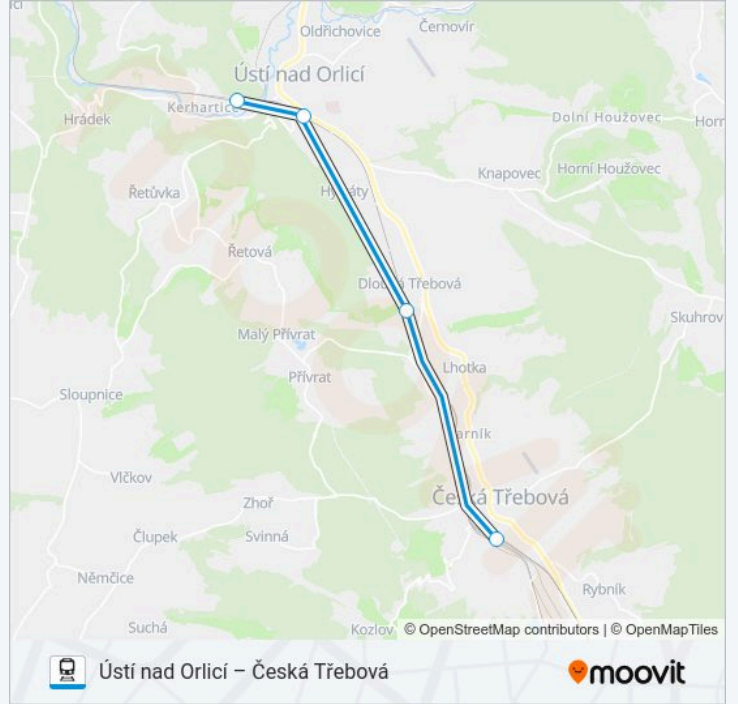 Oldřichovice
Černovír
Ústí nad Orlicí
Kerhartice
Hrádek
Dolní Houžovec
Horn
Knapovec
Horní Houžovec
Řetůvka
Řetová
Dlouhá Třebová
Skuhrov
Malý Přívrat
Přívrat
Lhotka
Sloupnice
arník
Česká Třebová
Vlčkov
Zhoř
Člupek
Svinná
Němčice
Rybník
Suchá
Kozlov
© OpenStreetMap contributors | © OpenMapTiles
Ústí nad Orlicí – Česká Třebová
moovit